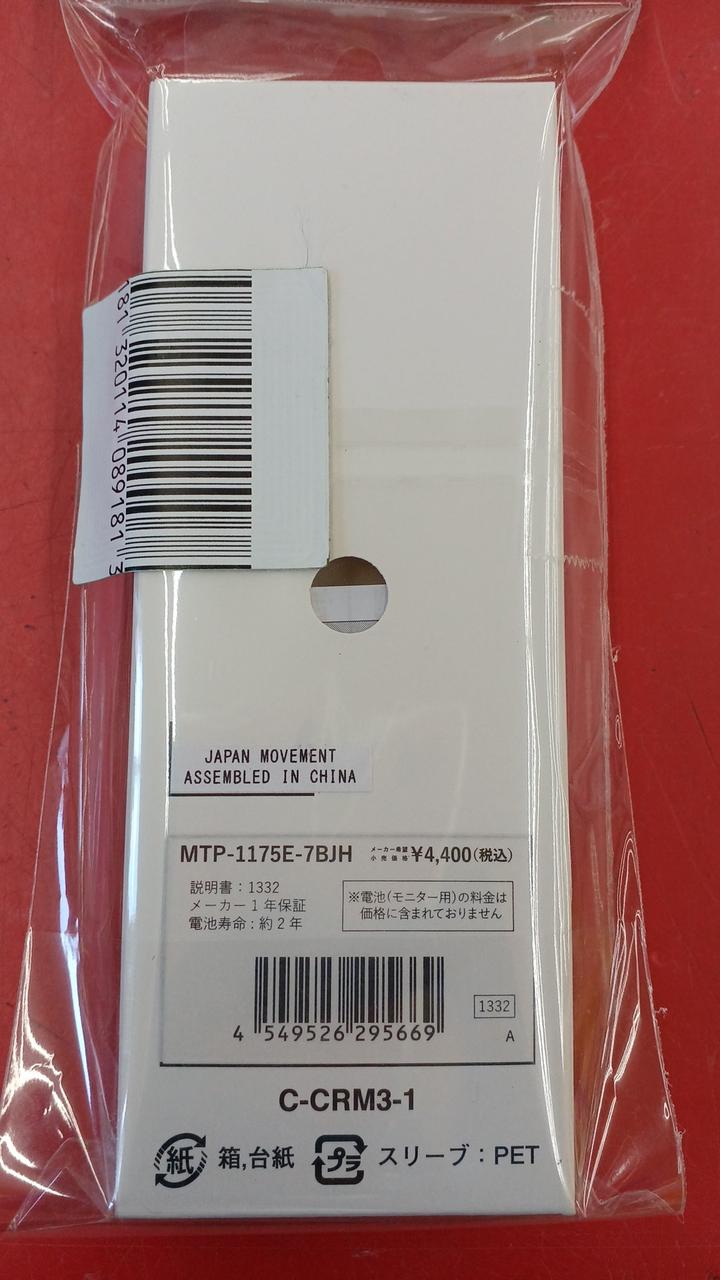 181 320114 089181 3
JAPAN MOVEMENT
ASSEMBLED IN CHINA
MTP-1175E-7BJH メーカー希望小売価格 ¥4,400(税込)
説明書：1332
メーカー1年保証
電池寿命：約2年
※電池(モニター用)の料金は
価格に含まれておりません
4 549526 295669
1332
A
C-CRM3-1
紙 箱,台紙 プラ スリーブ：PET